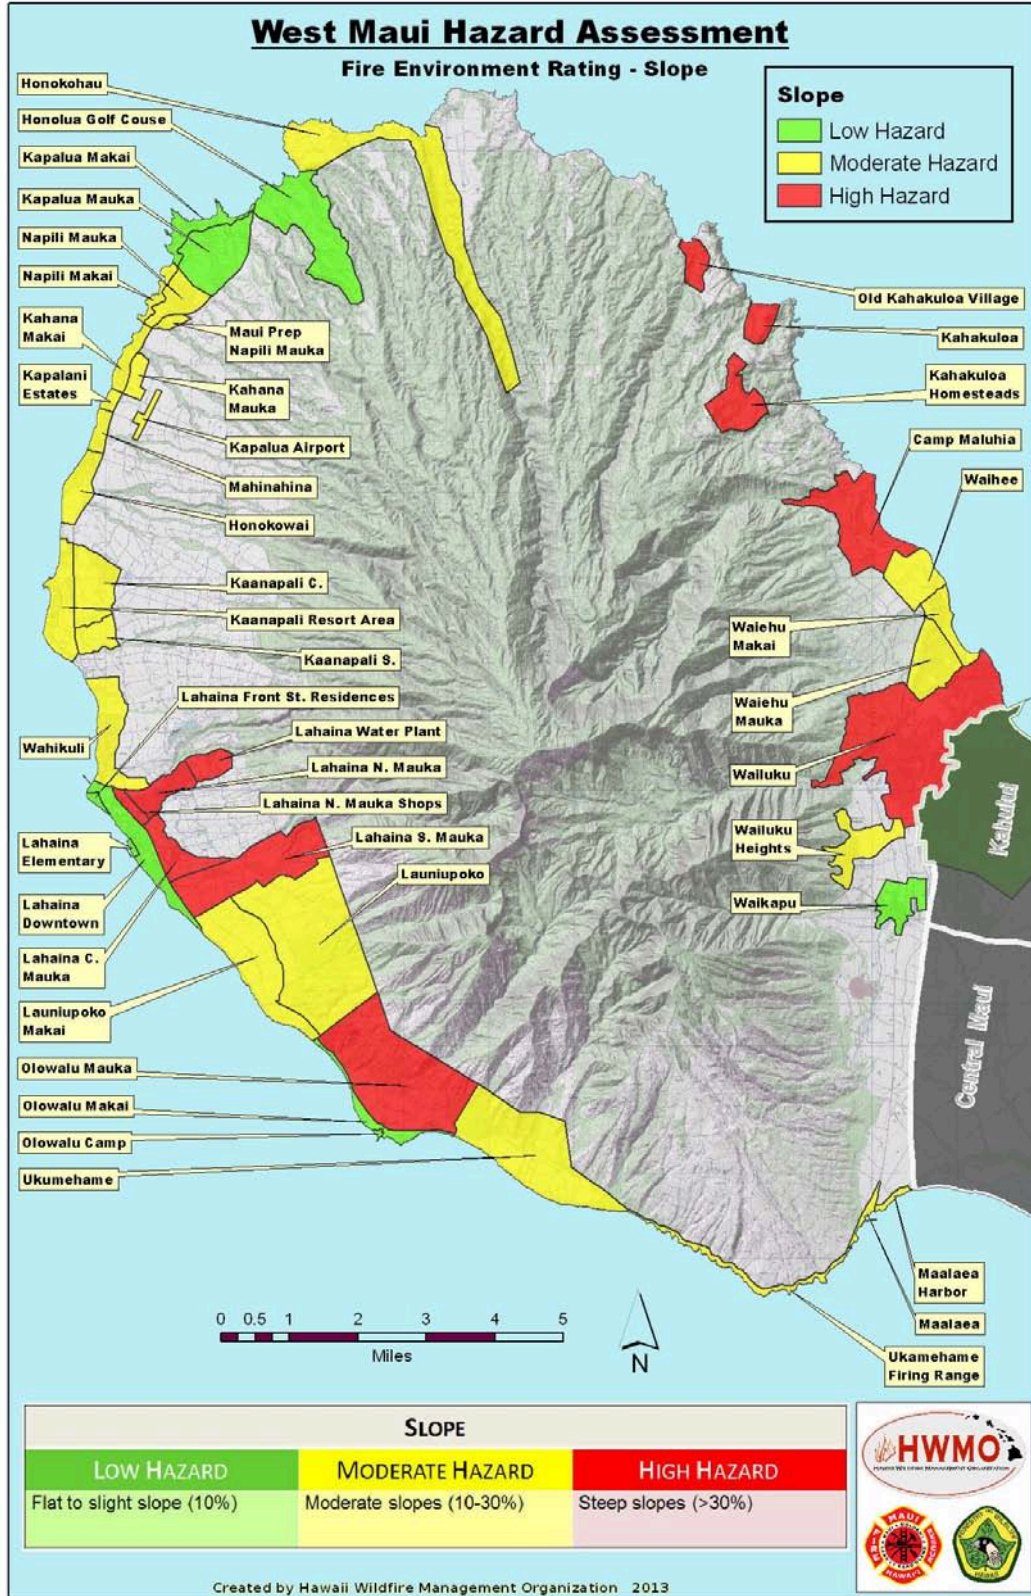 West Maui Hazard Assessment
Fire Environment Rating - Slope
Slope
Low Hazard
Moderate Hazard
High Hazard
Honokohau
Honolua Golf Couse
Kapalua Makai
Kapalua Mauka
Napili Mauka
Napili Makai
Kahana
Makai
Kapalani
Estates
Maui Prep
Napili Mauka
Kahana
Mauka
Kapalua Airport
Mahinahina
Honokowai
Kaanapali C.
Kaanapali Resort Area
Kaanapali S.
Lahaina Front St. Residences
Wahikuli
Lahaina Water Plant
Lahaina N. Mauka
Lahaina N. Mauka Shops
Lahaina S. Mauka
Launiupoko
Lahaina
Elementary
Lahaina
Downtown
Lahaina C.
Mauka
Launiupoko
Makai
Olowalu Mauka
Olowalu Makai
Olowalu Camp
Ukumehame
Old Kahakuloa Village
Kahakuloa
Kahakuloa
Homesteads
Camp Maluhia
Waihee
Waiehu
Makai
Waiehu
Mauka
Wailuku
Wailuku
Heights
Waikapu
Kahului
Central Maui
Maalaea
Harbor
Maalaea
Ukamehame
Firing Range
0 0.5 1 2 3 4 5
Miles
N
SLOPE
LOW HAZARD MODERATE HAZARD HIGH HAZARD
Flat to slight slope (10%) Moderate slopes (10-30%) Steep slopes (>30%)
HWMO
HAWAII WILDFIRE MANAGEMENT ORGANIZATION
MAUI
FIRE
HAWAII
Created by Hawaii Wildfire Management Organization 2013